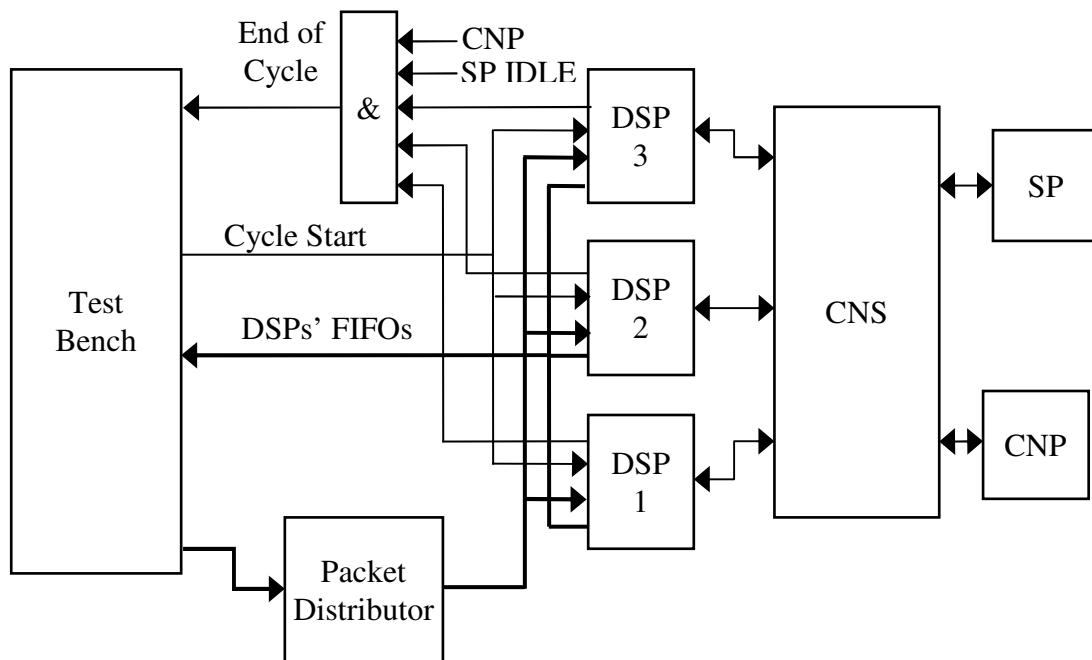 End of
Cycle
CNP
SP IDLE
&
DSP
3
SP
Cycle Start
Test
Bench
DSP
2
CNS
DSPs’ FIFOs
DSP
1
CNP
Packet
Distributor